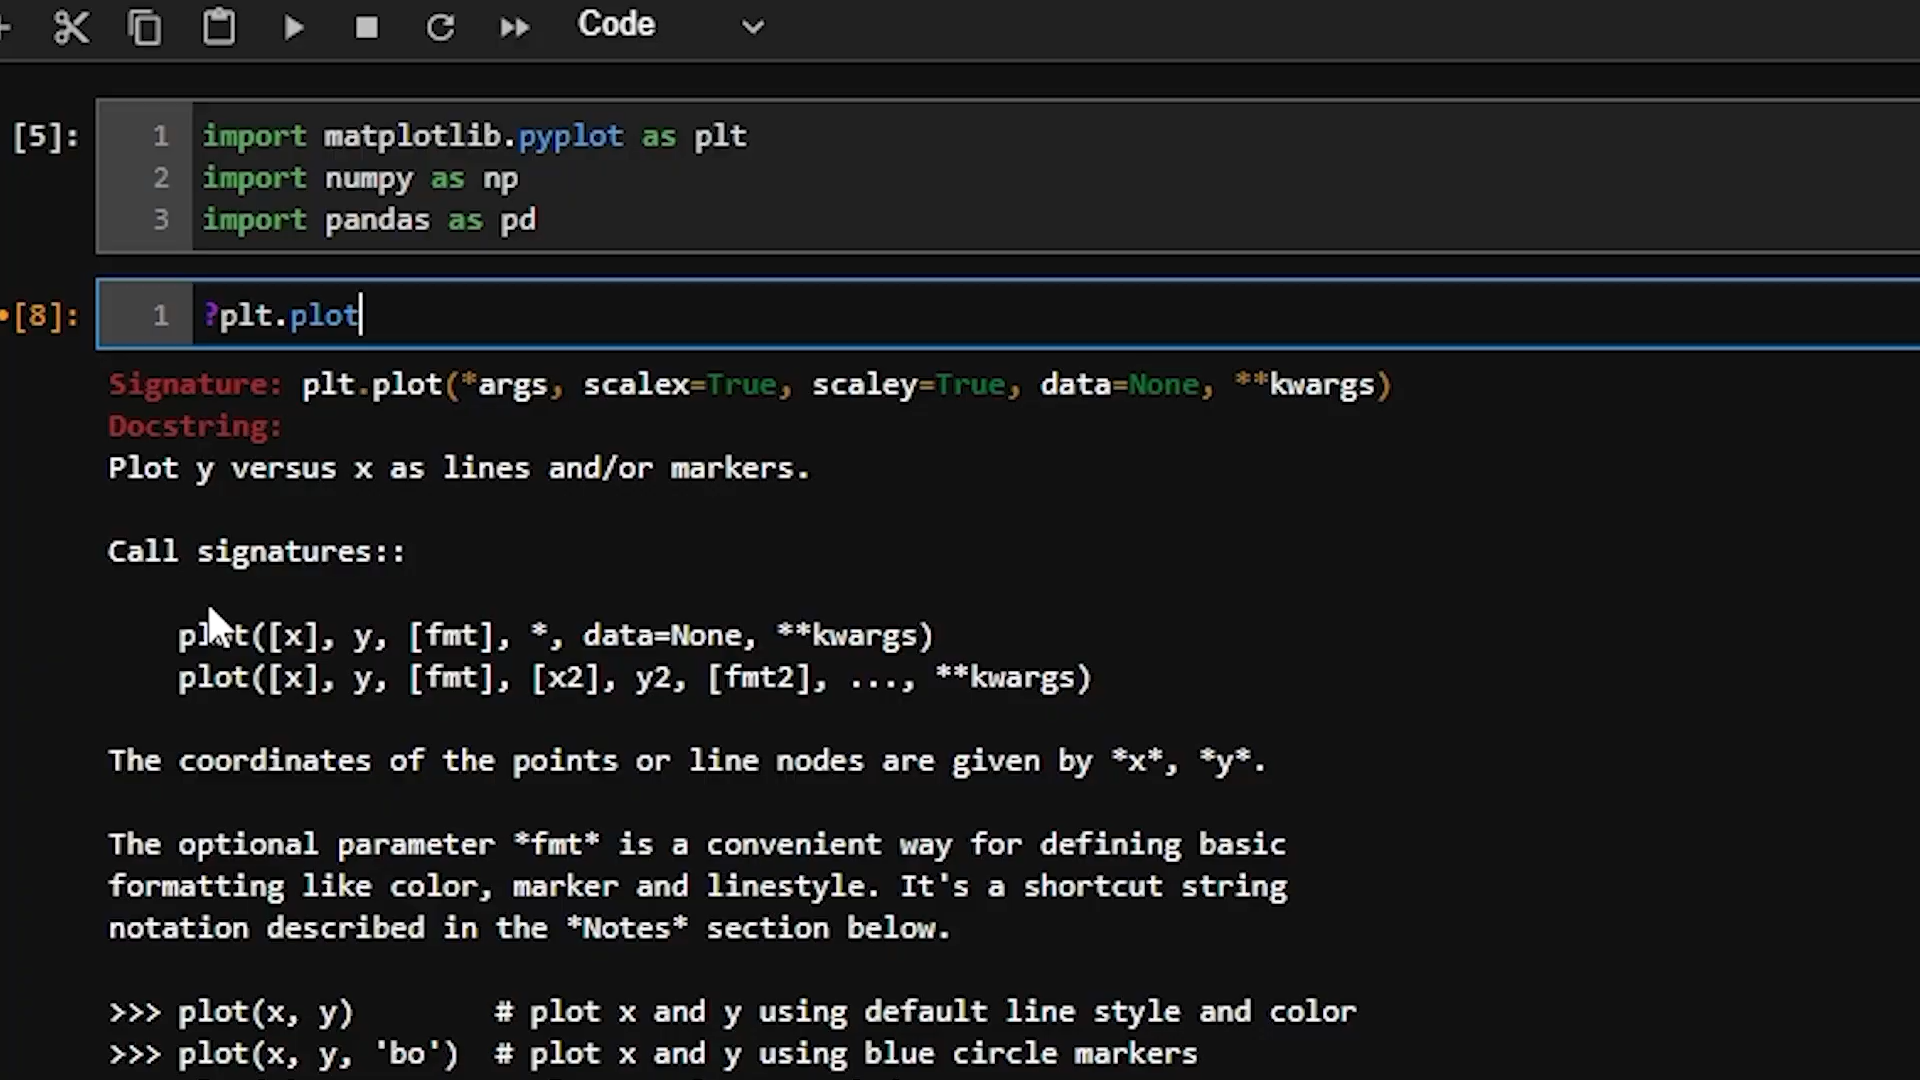 Code
[5]:
1 import matplotlib.pyplot as plt
2 import numpy as np
3 import pandas as pd
[8]:
1 ?plt.plot
Signature: plt.plot(*args, scalex=True, scaley=True, data=None, **kwargs)
Docstring:
Plot y versus x as lines and/or markers.
Call signatures::
plot([x], y, [fmt], *, data=None, **kwargs)
plot([x], y, [fmt], [x2], y2, [fmt2], ..., **kwargs)
The coordinates of the points or line nodes are given by *x*, *y*.
The optional parameter *fmt* is a convenient way for defining basic
formatting like color, marker and linestyle. It's a shortcut string
notation described in the *Notes* section below.
>>> plot(x, y)        # plot x and y using default line style and color
>>> plot(x, y, 'bo')  # plot x and y using blue circle markers